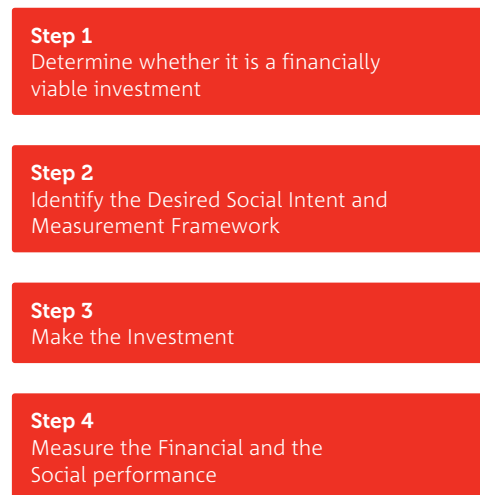 Step 1
Determine whether it is a financially
viable investment
Step 2
Identify the Desired Social Intent and
Measurement Framework
Step 3
Make the Investment
Step 4
Measure the Financial and the
Social performance